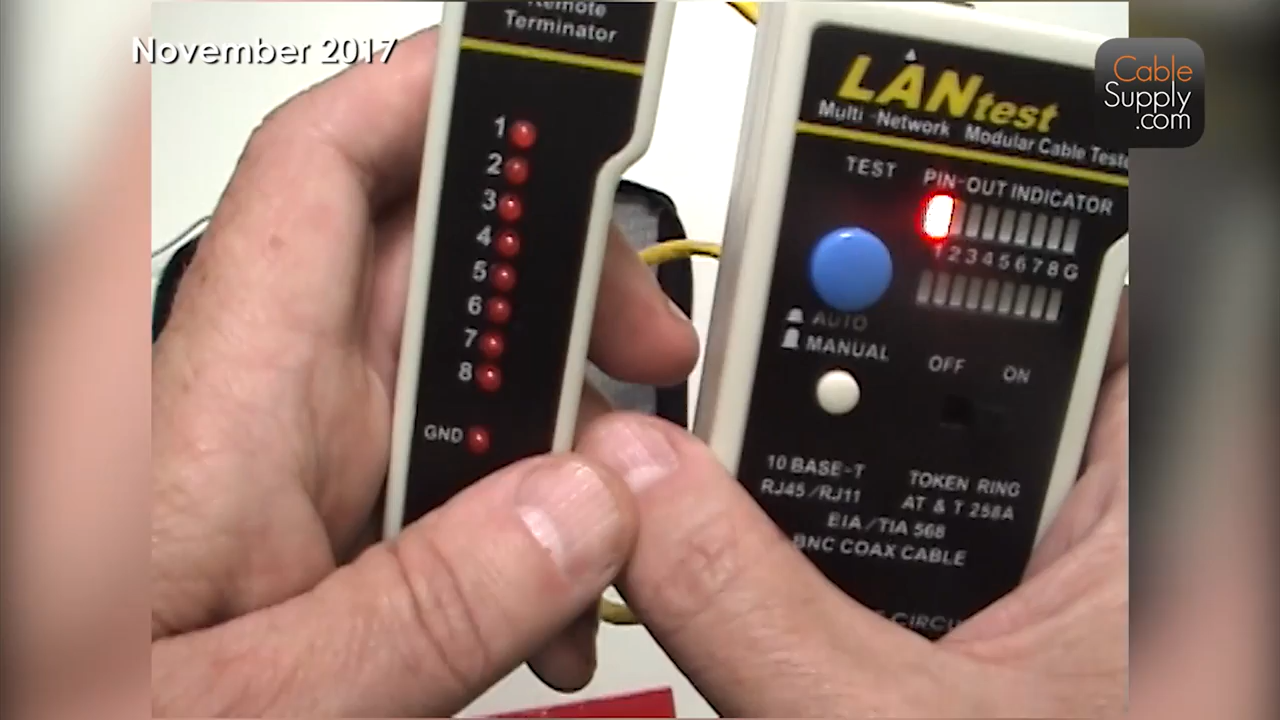 November 2017
Remote
Terminator
1
2
3
4
5
6
7
8
GND
LANtest
Multi-Network Modular Cable Teste
TEST
PIN-OUT INDICATOR
1 2 3 4 5 6 7 8 G
AUTO
MANUAL
OFF ON
10 BASE-T
RJ45/RJ11
TOKEN RING
AT & T 258A
EIA/TIA 568
BNC COAX CABLE
CIRCU
Cable
Supply
.com